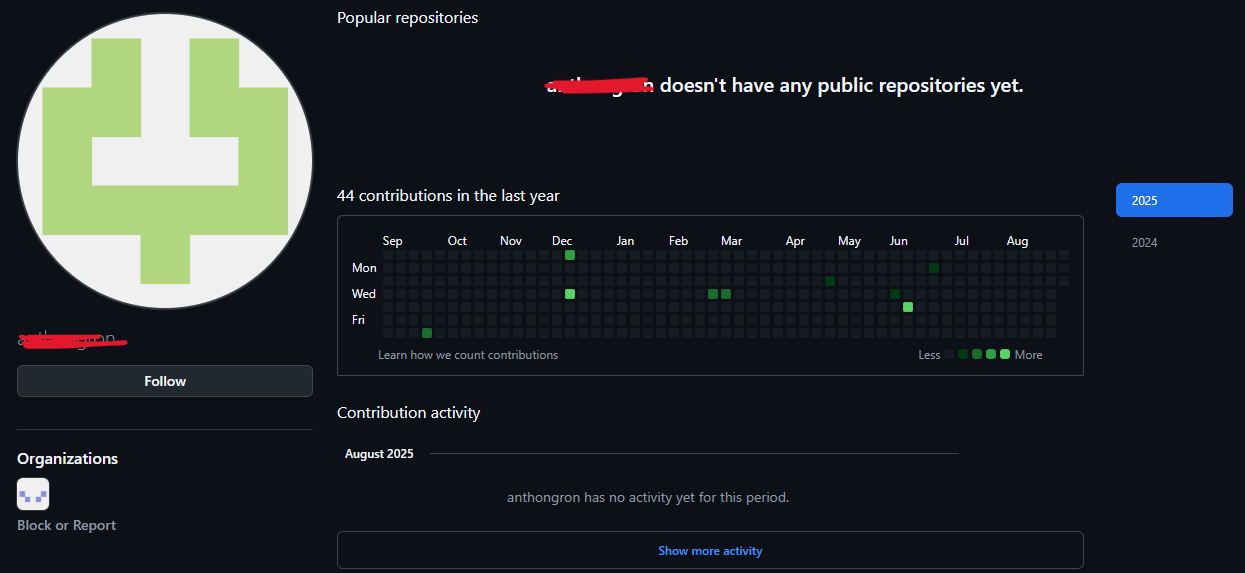 Popular repositories
doesn't have any public repositories yet.
44 contributions in the last year
2025
2024
Sep Oct Nov Dec Jan Feb Mar Apr May Jun Jul Aug
Mon
Wed
Fri
Learn how we count contributions
Less More
Follow
Organizations
Block or Report
Contribution activity
August 2025
anthongron has no activity yet for this period.
Show more activity